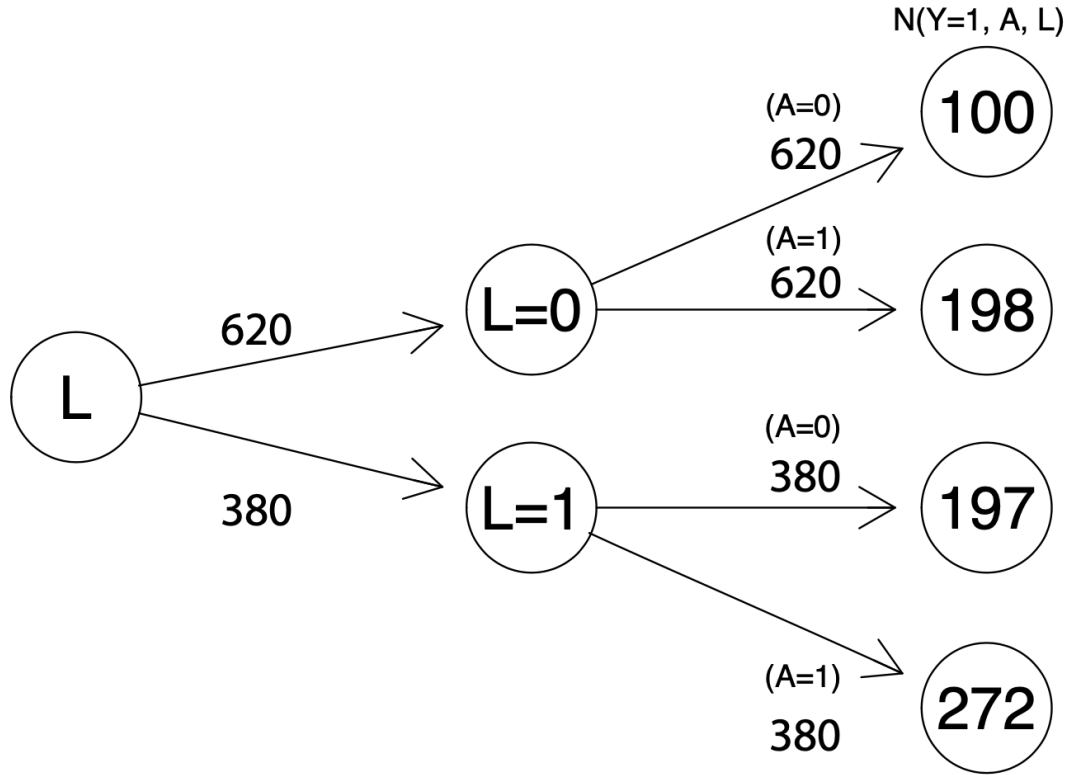 N(Y=1, A, L)
(A=0)
620
100
(A=1)
620
198
L=0
620
L
380
L=1
(A=0)
380
197
(A=1)
380
272